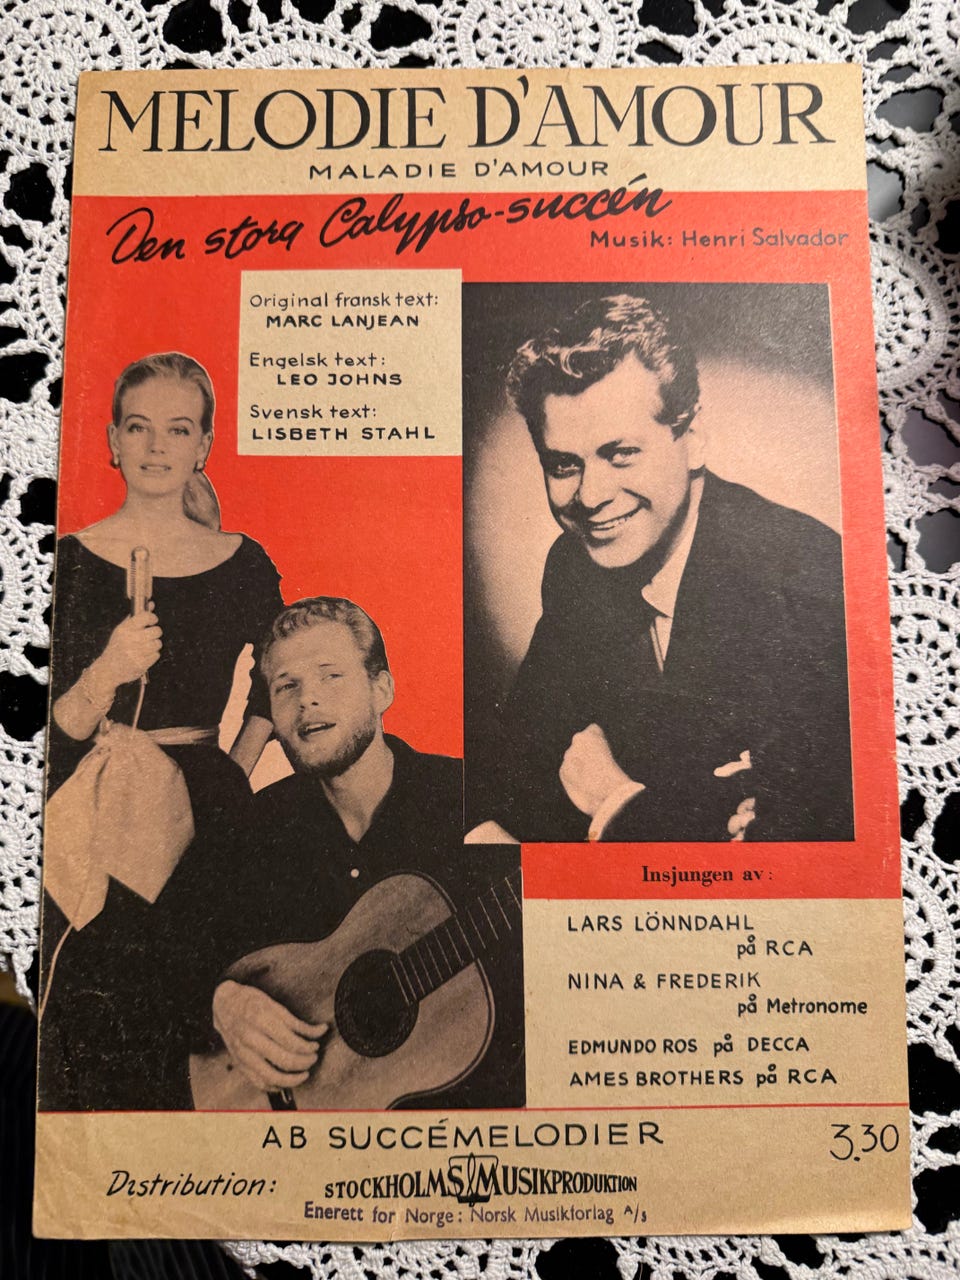 MELODIE D'AMOUR
MALADIE D'AMOUR
Den stora Calypso-succén
Musik: Henri Salvador
Original fransk text:
MARC LANJEAN
Engelsk text:
LEO JOHNS
Svensk text:
LISBETH STAHL
Insjungen av:
LARS LÖNNDAHL
på RCA
NINA & FREDERIK
på Metronome
EDMUNDO ROS på DECCA
AMES BROTHERS på RCA
AB SUCCÉMELODIER
3.30
Distribution: STOCKHOLMS MUSIKPRODUKTION
Enerett for Norge: Norsk Musikforlag A/s